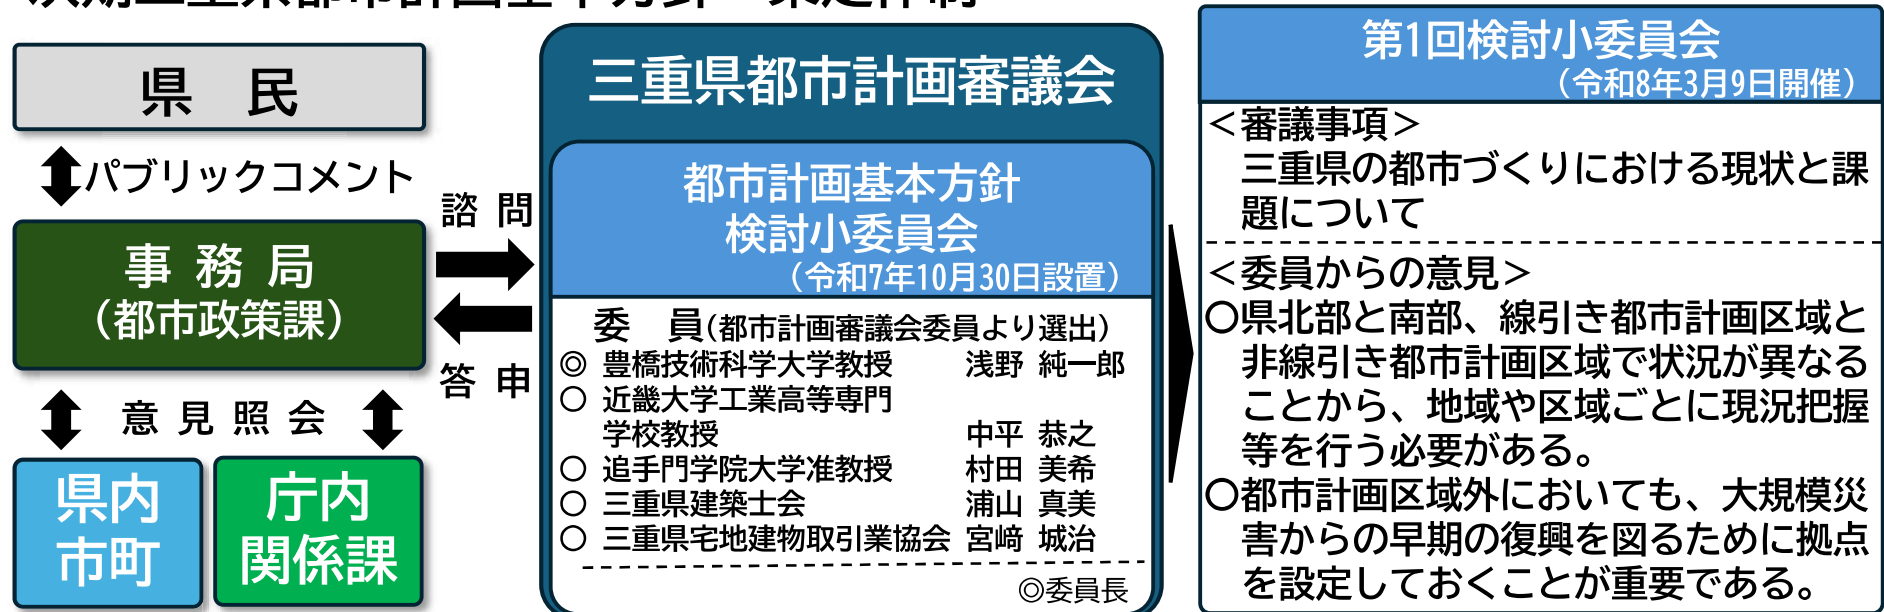 県　民
パブリックコメント
事 務 局
（都市政策課）
意 見 照 会
県内
市町
庁内
関係課
諮 問
答 申
三重県都市計画審議会
都市計画基本方針
検討小委員会
（令和7年10月30日設置）
委　員（都市計画審議会委員より選出）
◎ 豊橋技術科学大学教授　浅野 純一郎
○ 近畿大学工業高等専門
学校教授　中平 恭之
○ 追手門学院大学准教授　村田 美希
○ 三重県建築士会　浦山 真美
○ 三重県宅地建物取引業協会 宮﨑 城治
◎委員長
第1回検討小委員会
（令和8年3月9日開催）
＜審議事項＞
三重県の都市づくりにおける現状と課
題について
＜委員からの意見＞
○県北部と南部、線引き都市計画区域と
非線引き都市計画区域で状況が異なる
ことから、地域や区域ごとに現況把握
等を行う必要がある。
○都市計画区域外においても、大規模災
害からの早期の復興を図るために拠点
を設定しておくことが重要である。